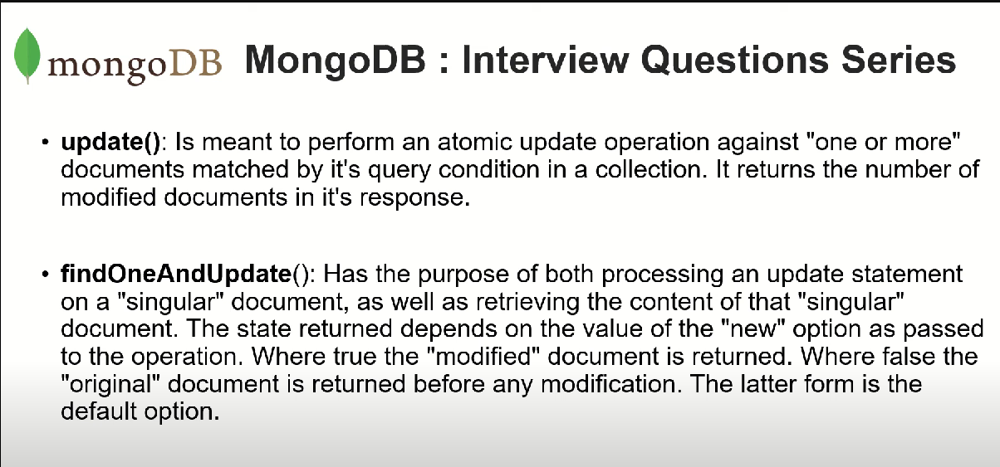 mongoDB MongoDB : Interview Questions Series
• update(): Is meant to perform an atomic update operation against "one or more"
documents matched by it's query condition in a collection. It returns the number of
modified documents in it's response.
• findOneAndUpdate(): Has the purpose of both processing an update statement
on a "singular" document, as well as retrieving the content of that "singular"
document. The state returned depends on the value of the "new" option as passed
to the operation. Where true the "modified" document is returned. Where false the
"original" document is returned before any modification. The latter form is the
default option.